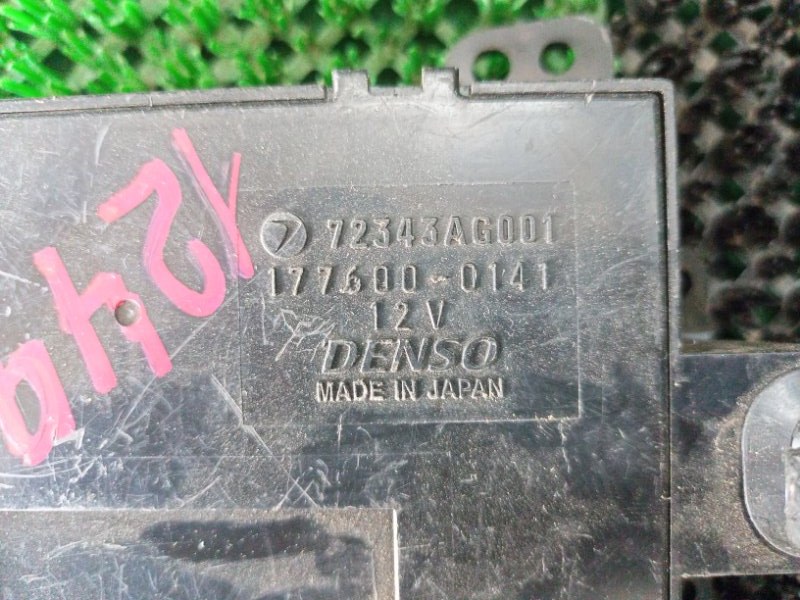 72343AG001
177600-0141
12V
DENSO
MADE IN JAPAN